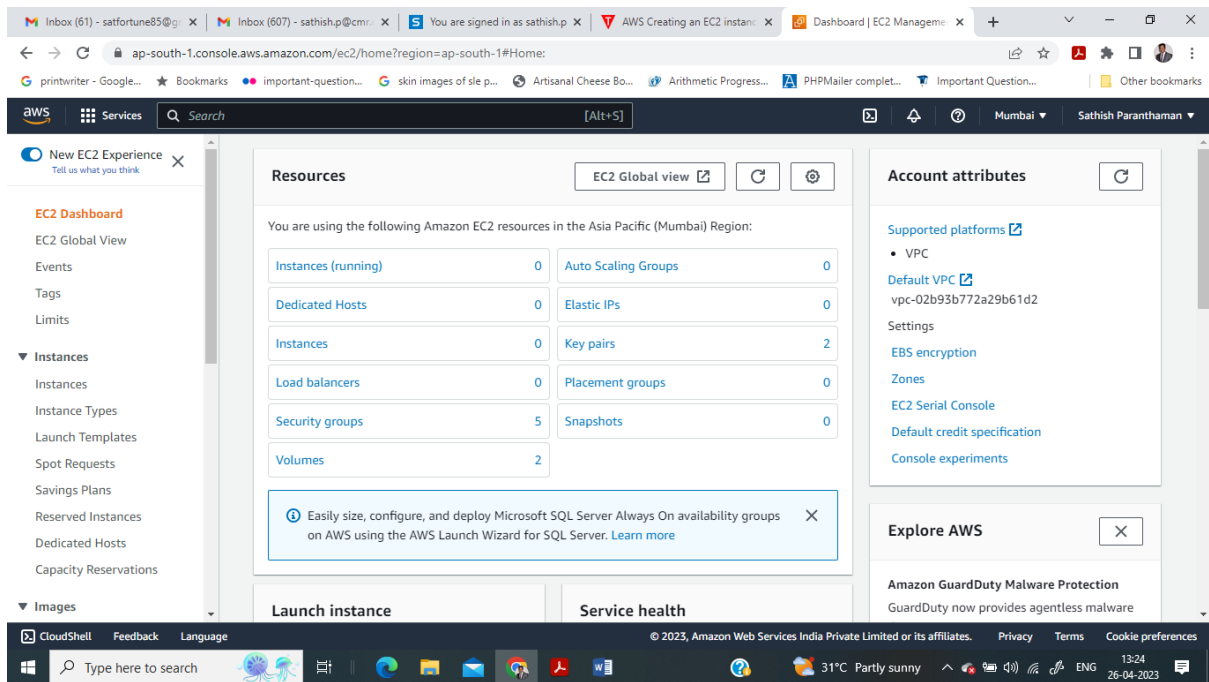 Inbox (61) - satfortune85@g
Inbox (607) - sathish.p@cmr.
S You are signed in as sathish.p
AWS Creating an EC2 instanc
Dashboard | EC2 Manageme
ap-south-1.console.aws.amazon.com/ec2/home?region=ap-south-1#Home:
printwriter - Google...
Bookmarks
important-question...
skin images of sle p...
Artisanal Cheese Bo...
Arithmetic Progress...
PHPMailer complet...
Important Question...
Other bookmarks
aws
Services
Search
[Alt+S]
Mumbai
Sathish Paranthaman
New EC2 Experience
Tell us what you think
EC2 Dashboard
EC2 Global View
Events
Tags
Limits
Instances
Instances
Instance Types
Launch Templates
Spot Requests
Savings Plans
Reserved Instances
Dedicated Hosts
Capacity Reservations
Images
Resources
EC2 Global view
You are using the following Amazon EC2 resources in the Asia Pacific (Mumbai) Region:
Instances (running) 0
Auto Scaling Groups 0
Dedicated Hosts 0
Elastic IPs 0
Instances 0
Key pairs 2
Load balancers 0
Placement groups 0
Security groups 5
Snapshots 0
Volumes 2
Easily size, configure, and deploy Microsoft SQL Server Always On availability groups
on AWS using the AWS Launch Wizard for SQL Server. Learn more
Launch instance
Service health
Account attributes
Supported platforms
• VPC
Default VPC
vpc-02b93b772a29b61d2
Settings
EBS encryption
Zones
EC2 Serial Console
Default credit specification
Console experiments
Explore AWS
Amazon GuardDuty Malware Protection
GuardDuty now provides agentless malware
CloudShell
Feedback
Language
© 2023, Amazon Web Services India Private Limited or its affiliates.
Privacy
Terms
Cookie preferences
Type here to search
31°C Partly sunny
ENG
13:24
26-04-2023